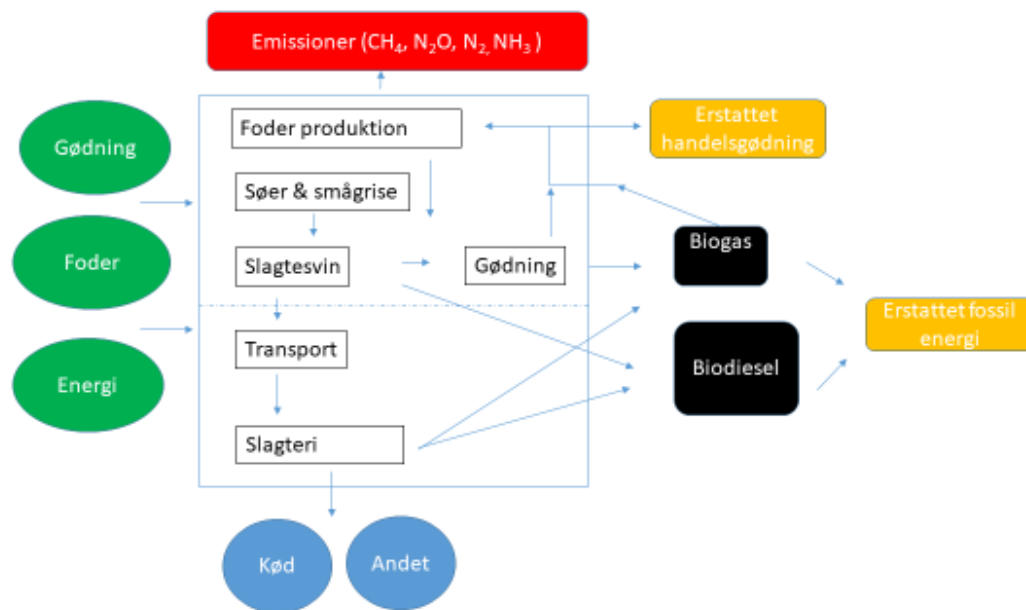 Emissioner (CH₄, N₂O, N₂, NH₃ )
Gødning
Foder
Energi
Foder produktion
Søer & smågrise
Slagtesvin
Gødning
Transport
Slagteri
Erstattet
handelsgødning
Biogas
Biodiesel
Erstattet fossil
energi
Kød
Andet